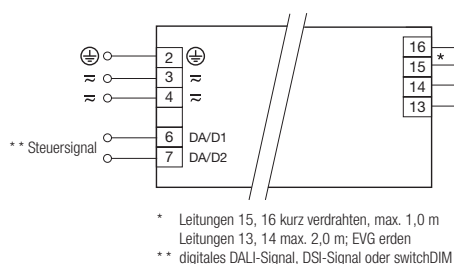 2
≂ 3 ≂
≂ 4 ≂
6 DA/D1
* * Steuersignal
7 DA/D2
16
*
15
14
13
* Leitungen 15, 16 kurz verdrahten, max. 1,0 m
Leitungen 13, 14 max. 2,0 m; EVG erden
* * digitales DALI-Signal, DSI-Signal oder switchDIM